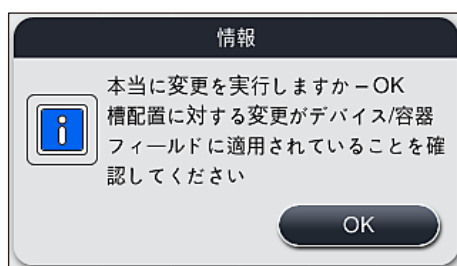 情報
本当に変更を実行しますか – OK
槽配置に対する変更がデバイス/容器
フィールドに適用されていることを確
認してください
OK